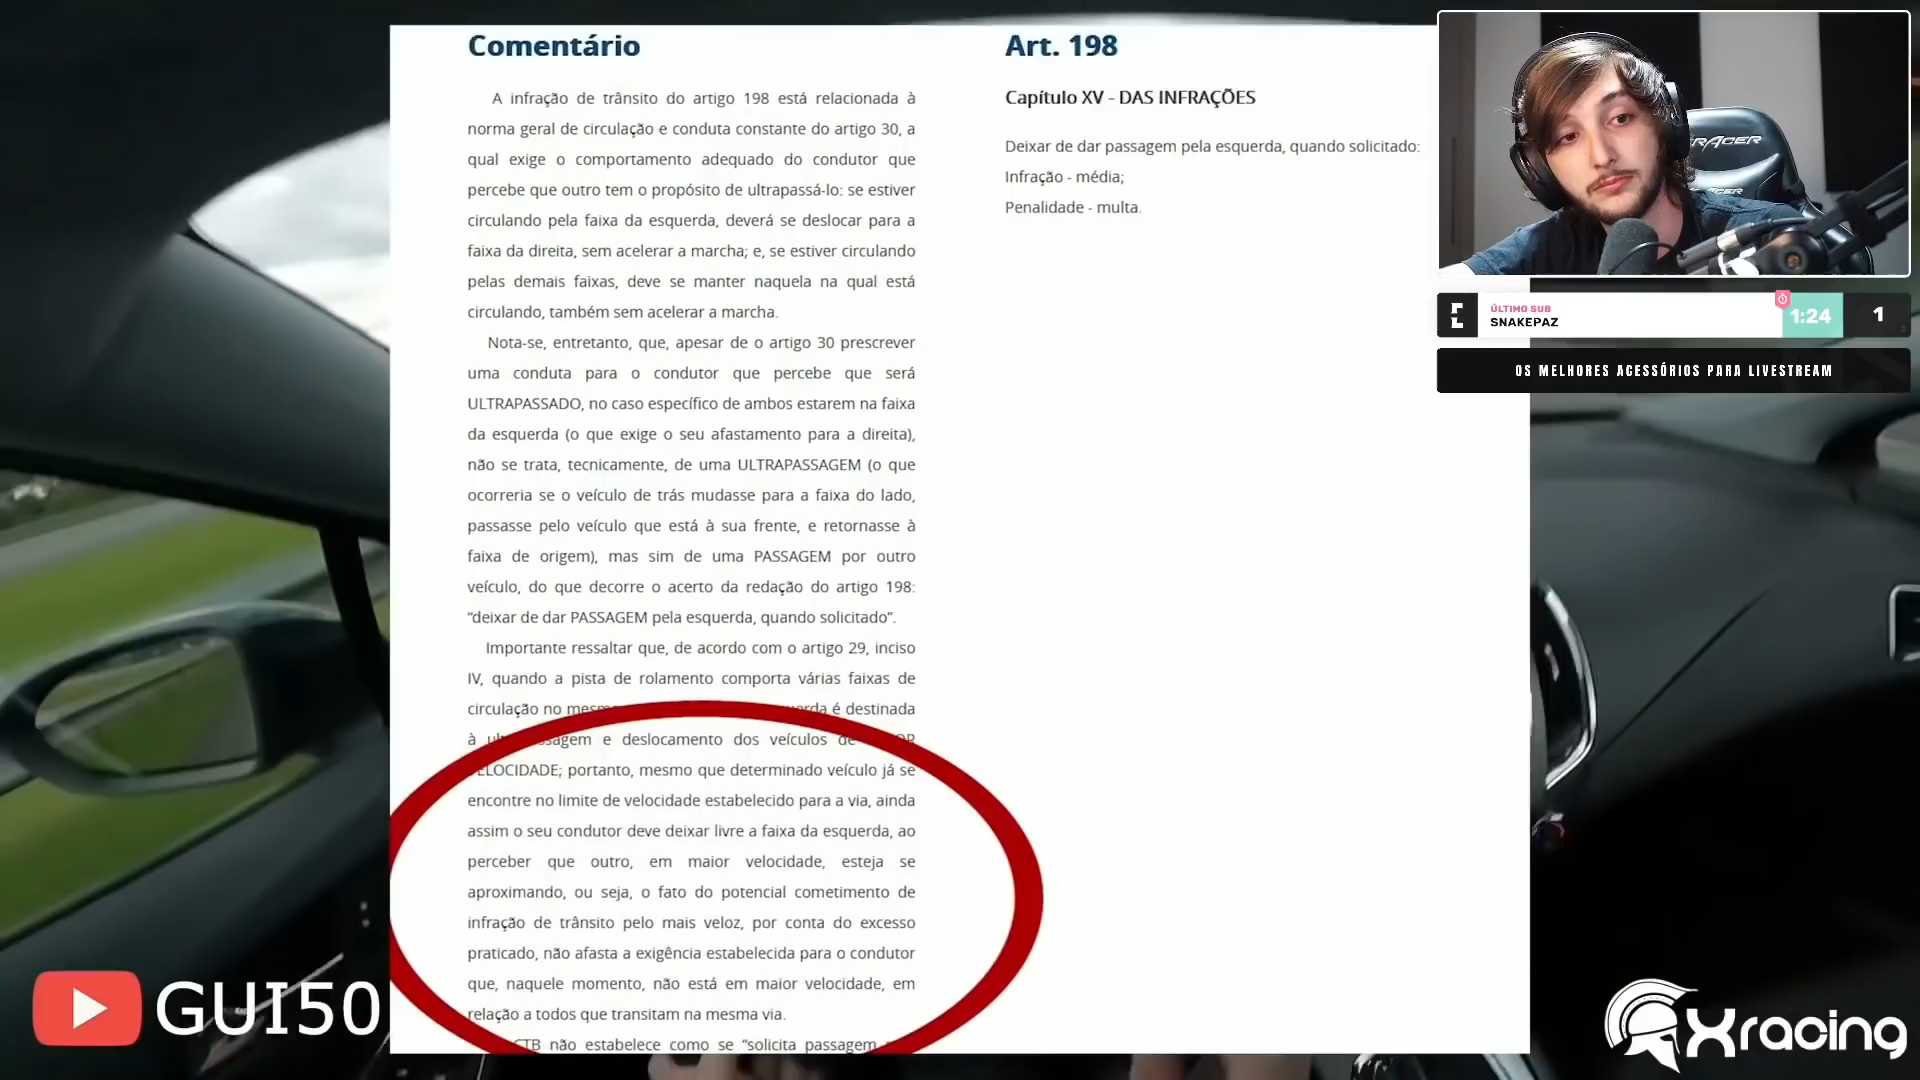 Comentário
A infração de trânsito do artigo 198 está relacionada à
norma geral de circulação e conduta constante do artigo 30, a
qual exige o comportamento adequado do condutor que
percebe que outro tem o propósito de ultrapassá-lo: se estiver
circulando pela faixa da esquerda, deverá se deslocar para a
faixa da direita, sem acelerar a marcha; e, se estiver circulando
pelas demais faixas, deve se manter naquela na qual está
circulando, também sem acelerar a marcha.
Nota-se, entretanto, que, apesar de o artigo 30 prescrever
uma conduta para o condutor que percebe que será
ULTRAPASSADO, no caso específico de ambos estarem na faixa
da esquerda (o que exige o seu afastamento para a direita),
não se trata, tecnicamente, de uma ULTRAPASSAGEM (o que
ocorreria se o veículo de trás mudasse para a faixa do lado,
passasse pelo veículo que está à sua frente, e retornasse à
faixa de origem), mas sim de uma PASSAGEM por outro
veículo, do que decorre o acerto da redação do artigo 198:
“deixar de dar PASSAGEM pela esquerda, quando solicitado”.
Importante ressaltar que, de acordo com o artigo 29, inciso
IV, quando a pista de rolamento comporta várias faixas de
circulação no é destinada
à e deslocamento dos veículos de
VELOCIDADE; portanto, mesmo que determinado veículo já se
encontre no limite de velocidade estabelecido para a via, ainda
assim o seu condutor deve deixar livre a faixa da esquerda, ao
perceber que outro, em maior velocidade, esteja se
aproximando, ou seja, o fato do potencial cometimento de
infração de trânsito pelo mais veloz, por conta do excesso
praticado, não afasta a exigência estabelecida para o condutor
que, naquele momento, não está em maior velocidade, em
relação a todos que transitam na mesma via.
CTB não estabelece como se “solicita passagem
Art. 198
Capítulo XV - DAS INFRAÇÕES
Deixar de dar passagem pela esquerda, quando solicitado:
Infração - média;
Penalidade - multa.
RACER
ÚLTIMO SUB
SNAKEPAZ
1:24
1
OS MELHORES ACESSÓRIOS PARA LIVESTREAM
GUI50
Xracing